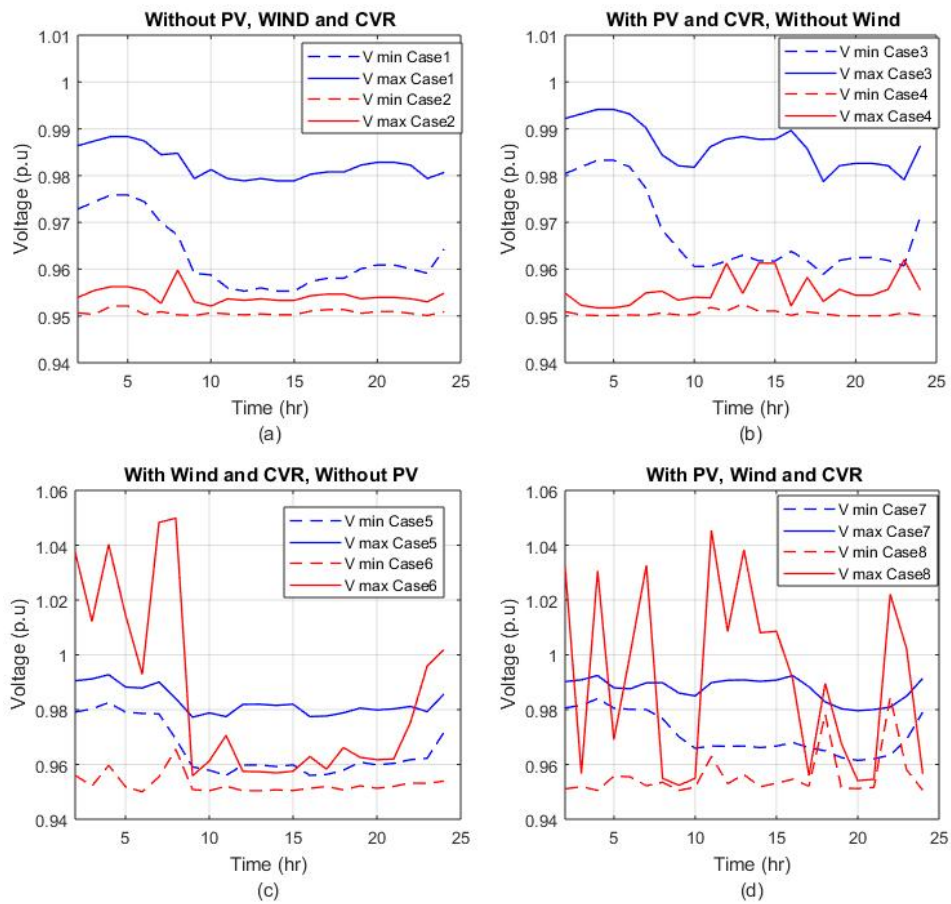 Without PV, WIND and CVR
1.01
1
0.99
0.98
0.97
0.96
0.95
0.94
Voltage (p.u)
V min Case1
V max Case1
V min Case2
V max Case2
5
10
15
20
25
Time (hr)
(a)
With PV and CVR, Without Wind
1.01
1
0.99
0.98
0.97
0.96
0.95
0.94
Voltage (p.u)
V min Case3
V max Case3
V min Case4
V max Case4
5
10
15
20
25
Time (hr)
(b)
With Wind and CVR, Without PV
1.06
1.04
1.02
1
0.98
0.96
0.94
Voltage (p.u)
V min Case5
V max Case5
V min Case6
V max Case6
5
10
15
20
25
Time (hr)
(c)
With PV, Wind and CVR
1.06
1.04
1.02
1
0.98
0.96
0.94
Voltage (p.u)
V min Case7
V max Case7
V min Case8
V max Case8
5
10
15
20
25
Time (hr)
(d)